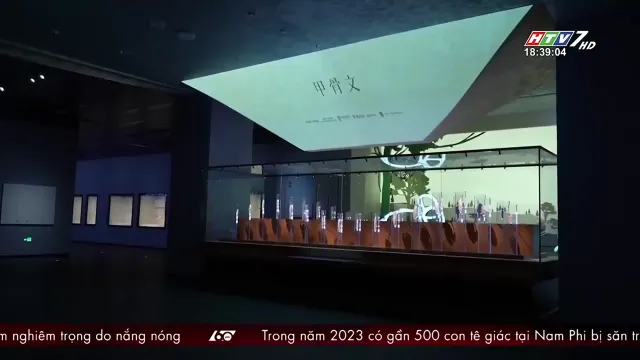 HTV7 HD
18:39:04
甲骨文
m nghiêm trọng do nắng nóng
60
Trong năm 2023 có gần 500 con tê giác tại Nam Phi bị săn tr